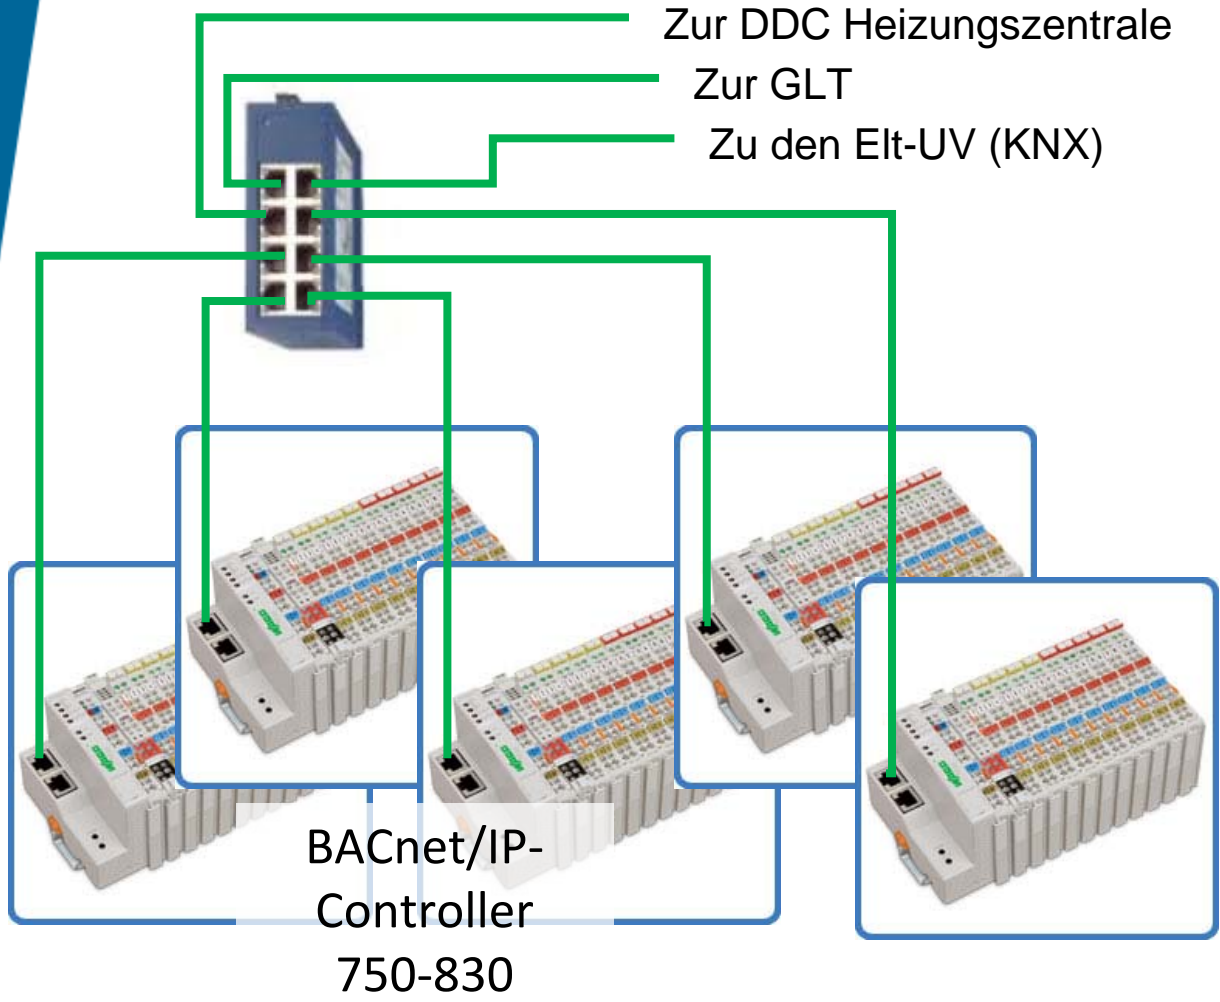 Zur DDC Heizungszentrale
Zur GLT
Zu den Elt-UV (KNX)
BACnet/IP-
Controller
750-830